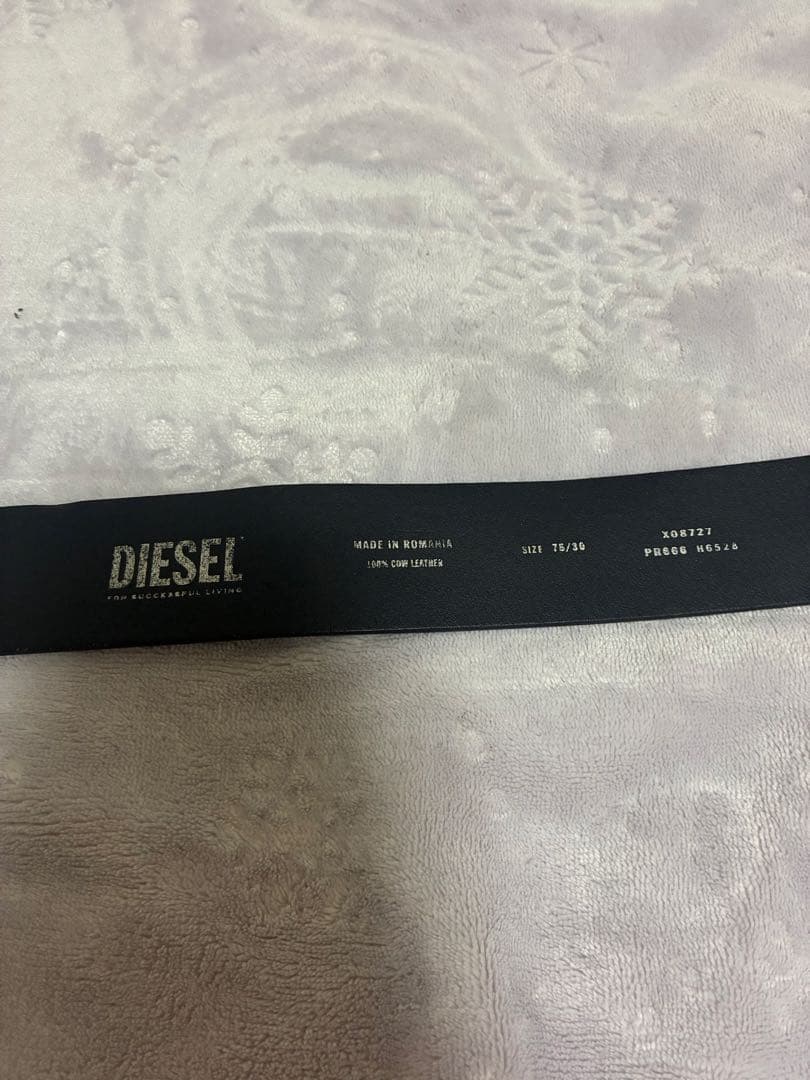 DIESEL
FOR SUCCESSFUL LIVING
MADE IN ROMANIA
100% COW LEATHER
SIZE 75/30
X08727
PR666 H6528